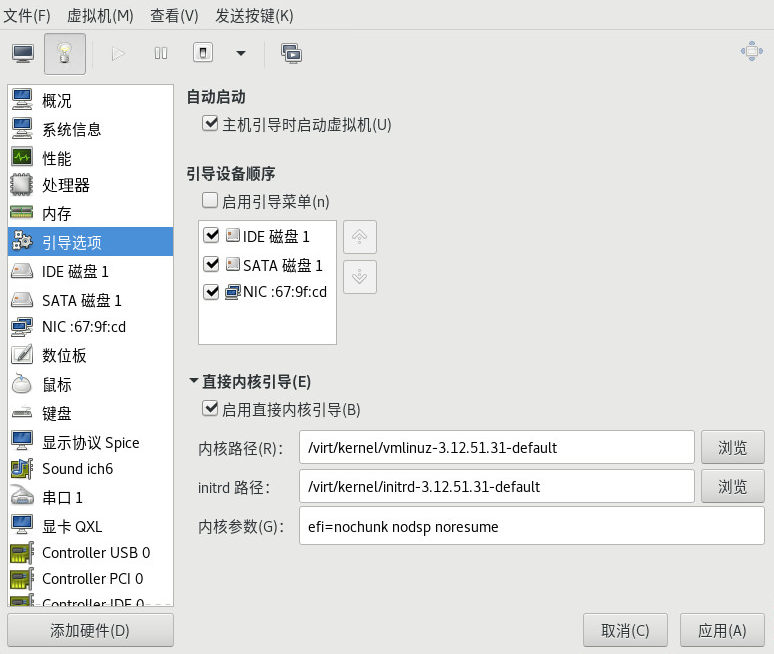 文件(F) 虚拟机(M) 查看(V) 发送按键(K)
概况
系统信息
性能
处理器
内存
引导选项
IDE 磁盘 1
SATA 磁盘 1
NIC :67:9f:cd
数位板
鼠标
键盘
显示协议 Spice
Sound ich6
串口 1
显卡 QXL
Controller USB 0
Controller PCI 0
Controller IDE 0
添加硬件(D)
自动启动
主机引导时启动虚拟机(U)
引导设备顺序
启用引导菜单(n)
IDE 磁盘 1
SATA 磁盘 1
NIC :67:9f:cd
直接内核引导(E)
启用直接内核引导(B)
内核路径(R): /virt/kernel/vmlinuz-3.12.51.31-default 浏览
initrd 路径: /virt/kernel/initrd-3.12.51.31-default 浏览
内核参数(G): efi=nochunk nodsp noresume
取消(C) 应用(A)